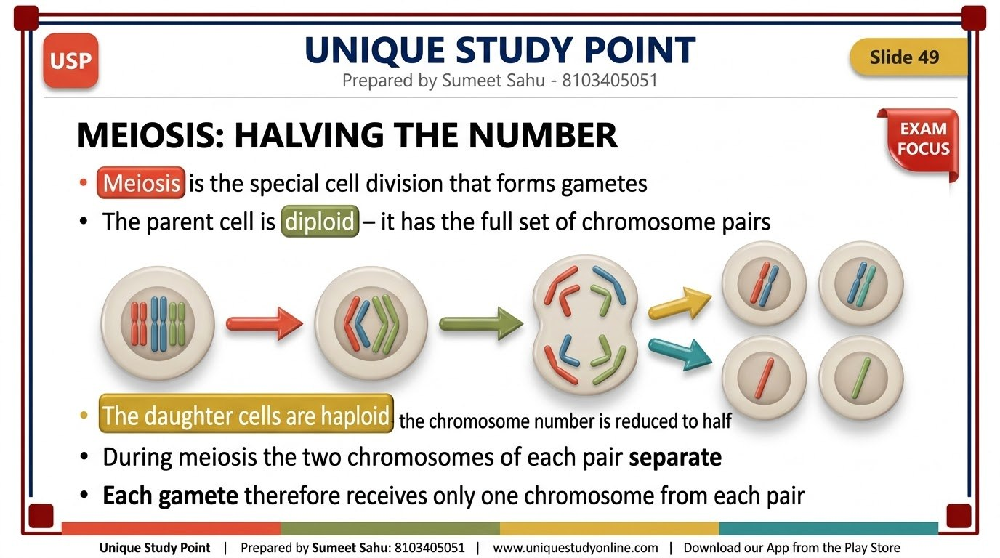 USP
UNIQUE STUDY POINT
Prepared by Sumeet Sahu - 8103405051
Slide 49
MEIOSIS: HALVING THE NUMBER
EXAM
FOCUS
• Meiosis is the special cell division that forms gametes
• The parent cell is diploid – it has the full set of chromosome pairs
• The daughter cells are haploid the chromosome number is reduced to half
• During meiosis the two chromosomes of each pair separate
• Each gamete therefore receives only one chromosome from each pair
Unique Study Point | Prepared by Sumeet Sahu: 8103405051 | www.uniquestudyonline.com | Download our App from the Play Store